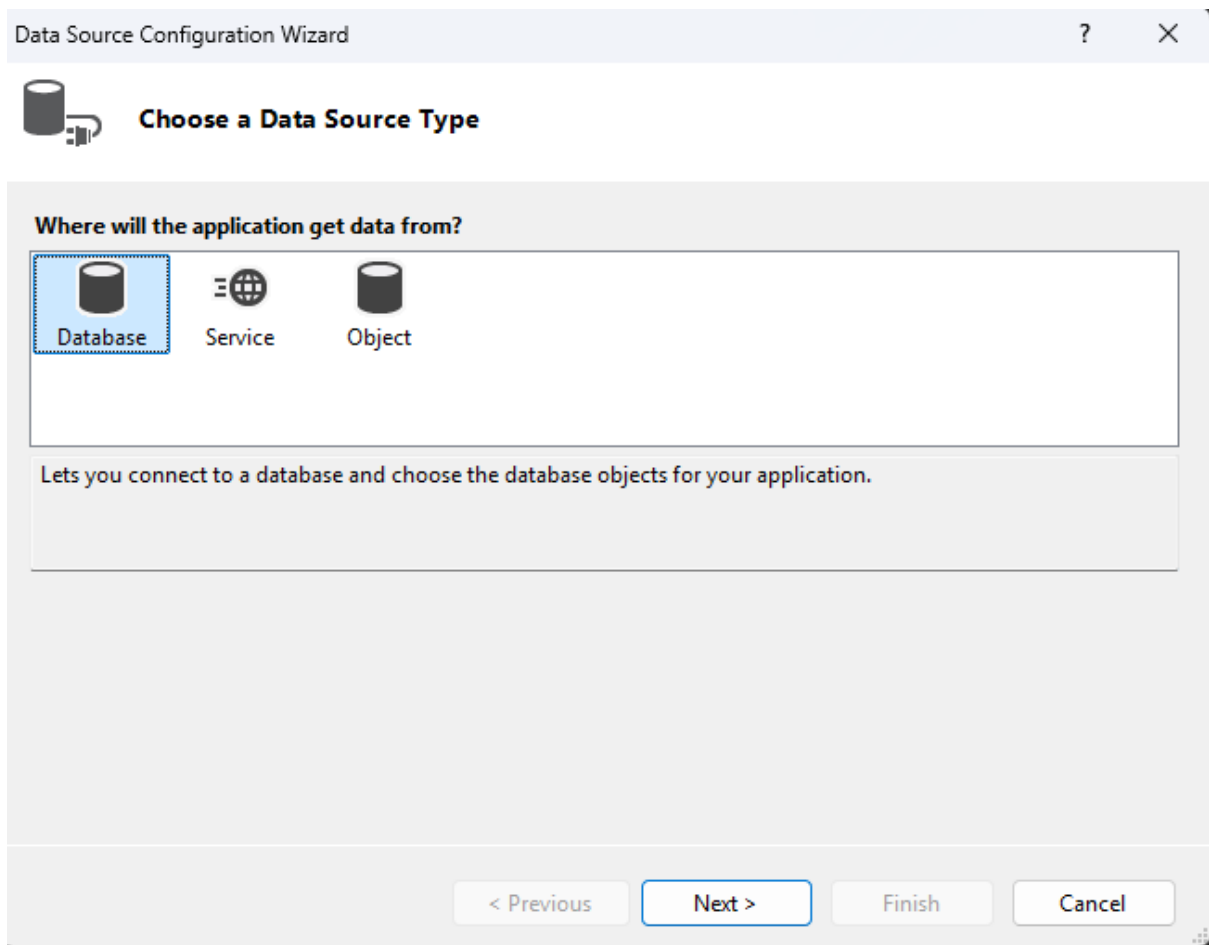 Data Source Configuration Wizard ?
Choose a Data Source Type
Where will the application get data from?
Database Service Object
Lets you connect to a database and choose the database objects for your application.
< Previous Next > Finish Cancel